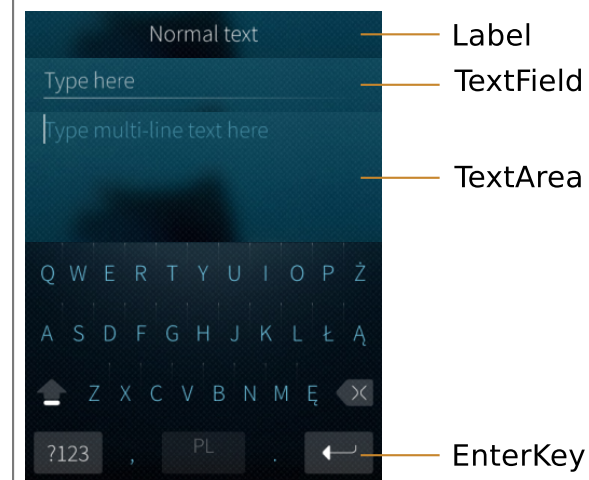 Normal text
Label
Type here
TextField
Type multi-line text here
TextArea
Q W E R T Y U I O P Ż
A S D F G H J K L Ł Ą
Z X C V B N M Ę
?123 , PL .
EnterKey